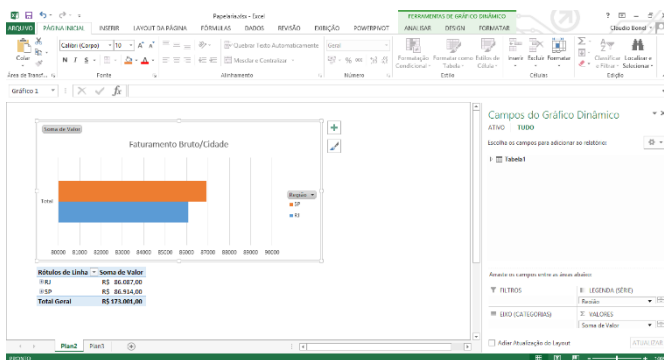 Papelaria.xlsx - Excel
FERRAMENTAS DE GRÁFICO DINÂMICO
ARQUIVO PÁGINA INICIAL INSERIR LAYOUT DA PÁGINA FÓRMULAS DADOS REVISÃO EXIBIÇÃO POWERPIVOT ANALISAR DESIGN FORMATAR
Colar
Calibri (Corpo) 10
N I S
Quebrar Texto Automaticamente
Mesclar e Centralizar
Geral
Formatação Condicional
Formatar como Tabela
Estilos de Célula
Inserir Excluir Formatar
Classificar e Filtrar
Localizar e Selecionar
Área de Transf... Fonte Alinhamento Número Estilo Células Edição
Gráfico 1
fx
Soma de Valor
Faturamento Bruto/Cidade
Total
Região
SP
RJ
80000 81000 82000 83000 84000 85000 86000 87000 88000 89000 90000
Rótulos de Linha Soma de Valor
RJ R$ 86.087,00
SP R$ 86.914,00
Total Geral R$ 173.001,00
Campos do Gráfico Dinâmico
ATIVO TUDO
Escolha os campos para adicionar ao relatório:
Tabela1
Arraste os campos entre as áreas abaixo:
FILTROS
LEGENDA (SÉRIE)
Região
EIXO (CATEGORIAS)
VALORES
Soma de Valor
Adiar Atualização do Layout
ATUALIZAR
Plan2 Plan3
PRONTO